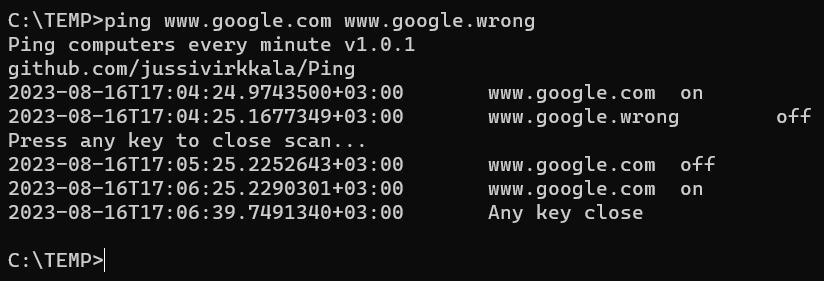 C:\TEMP>ping www.google.com www.google.wrong
Ping computers every minute v1.0.1
github.com/jussivirkkala/Ping
2023-08-16T17:04:24.9743500+03:00 www.google.com on
2023-08-16T17:04:25.1677349+03:00 www.google.wrong off
Press any key to close scan...
2023-08-16T17:05:25.2252643+03:00 www.google.com off
2023-08-16T17:06:25.2290301+03:00 www.google.com on
2023-08-16T17:06:39.7491340+03:00 Any key close
C:\TEMP>